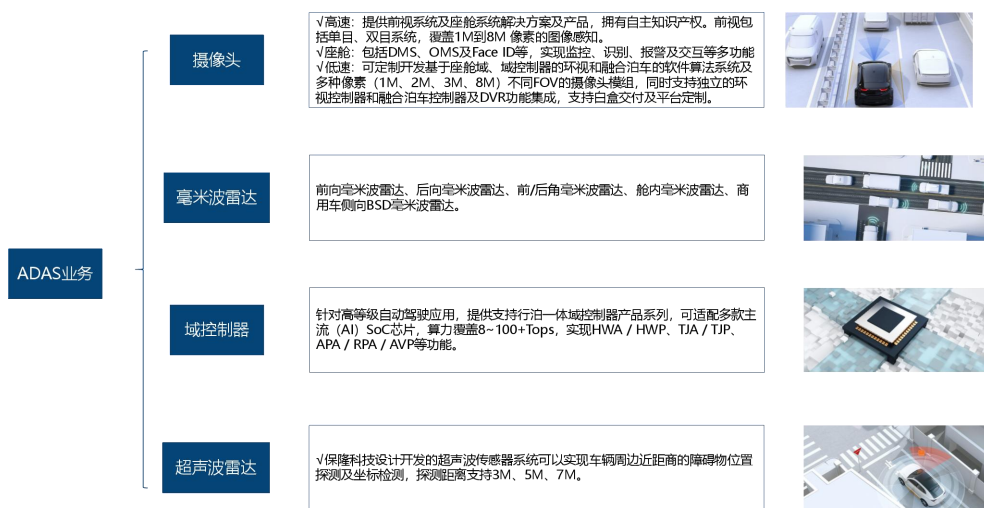 √高速：提供前视系统及座舱系统解决方案及产品，拥有自主知识产权。前视包
括单目、双目系统，覆盖1M到8M 像素的图像感知。
√座舱：包括DMS、OMS及Face ID等，实现监控、识别、报警及交互等多功能
√低速：可定制开发基于座舱域、域控制器的环视和融合泊车的软件算法系统及
多种像素（1M、2M、3M、8M）不同FOV的摄像头模组，同时支持独立的环
视控制器和融合泊车控制器及DVR功能集成，支持白盒交付及平台定制。
摄像头
毫米波雷达
前向毫米波雷达、后向毫米波雷达、前/后角毫米波雷达、舱内毫米波雷达、商
用车侧向BSD毫米波雷达。
ADAS业务
域控制器
针对高等级自动驾驶应用，提供支持行泊一体域控制器产品系列，可适配多款主
流（AI）SoC芯片，算力覆盖8~100+Tops，实现HWA / HWP、TJA / TJP、
APA / RPA / AVP等功能。
超声波雷达
√保隆科技设计开发的超声波传感器系统可以实现车辆周边近距商的障碍物位置
探测及坐标检测，探测距离支持3M、5M、7M。